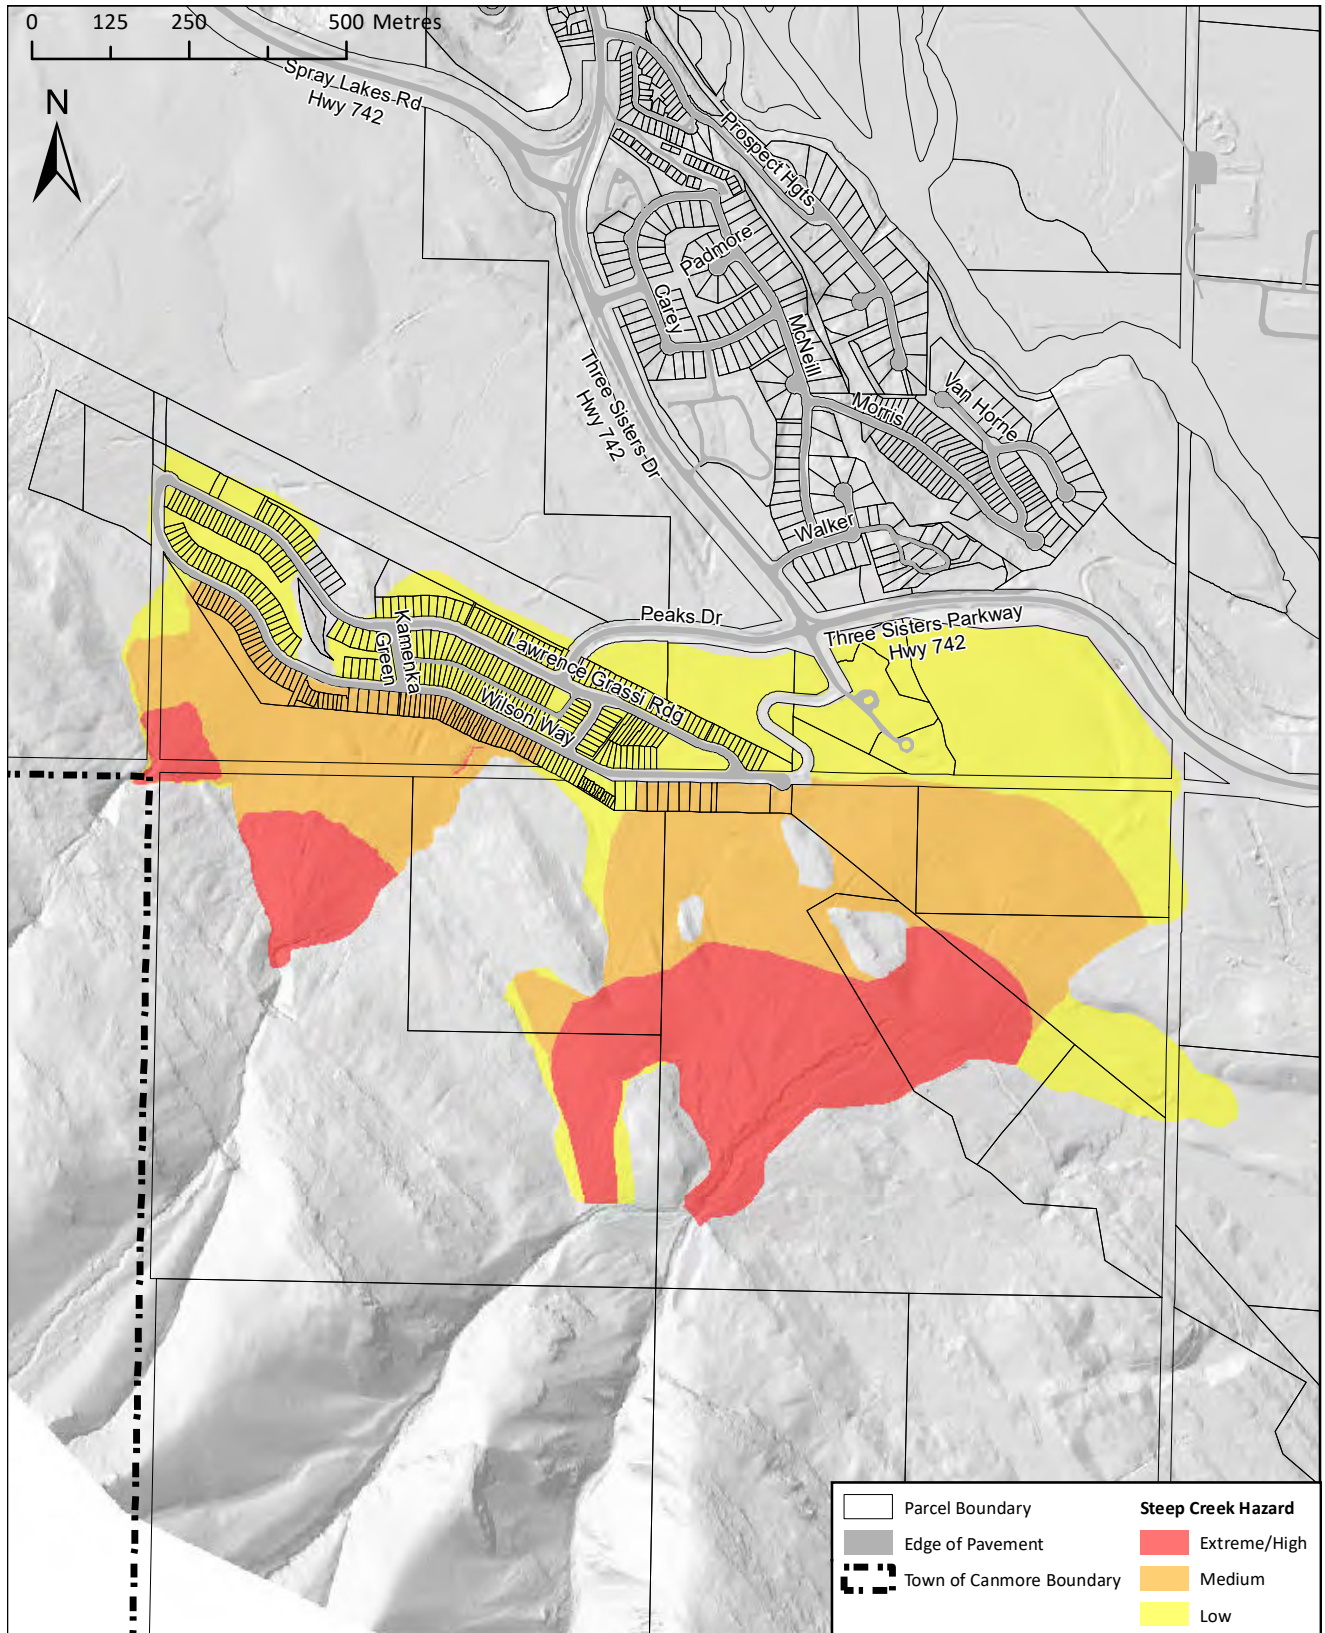 0 125 250 500 Metres
N
Spray Lakes Rd
Hwy 742
Prospect Hgts
Padmore
Carey
McNeill
Three Sisters Dr
Hwy 742
Van Horne
Morris
Walker
Peaks Dr
Three Sisters Parkway
Hwy 742
Kamenka
Green
Lawrence Grassi Rdg
Wilson Way
Parcel Boundary
Edge of Pavement
Town of Canmore Boundary
Steep Creek Hazard
Extreme/High
Medium
Low